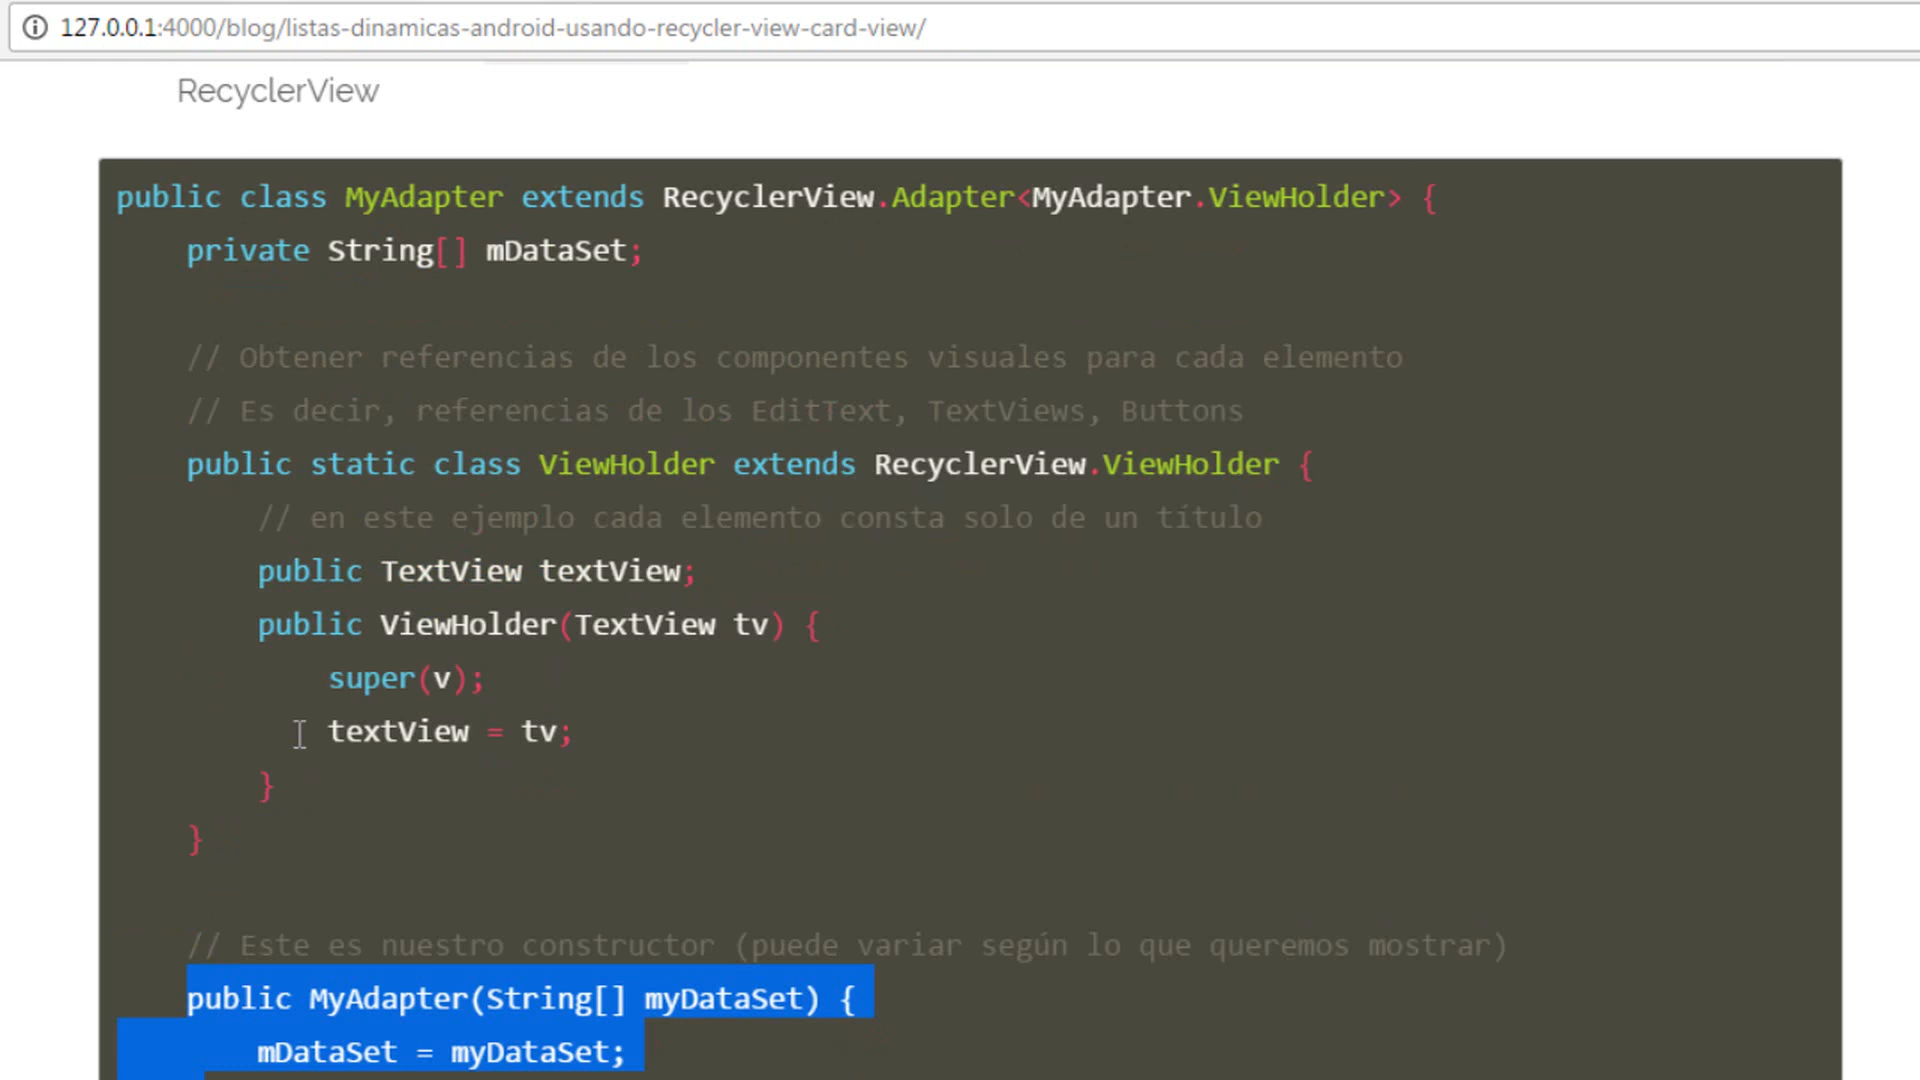 127.0.0.1:4000/blog/listas-dinamicas-android-usando-recycler-view-card-view/
RecyclerView
public class MyAdapter extends RecyclerView.Adapter<MyAdapter.ViewHolder> {
private String[] mDataSet;
// Obtener referencias de los componentes visuales para cada elemento
// Es decir, referencias de los EditText, TextViews, Buttons
public static class ViewHolder extends RecyclerView.ViewHolder {
// en este ejemplo cada elemento consta solo de un título
public TextView textView;
public ViewHolder(TextView tv) {
super(v);
textView = tv;
}
}
// Este es nuestro constructor (puede variar según lo que queremos mostrar)
public MyAdapter(String[] myDataSet) {
mDataSet = myDataSet;